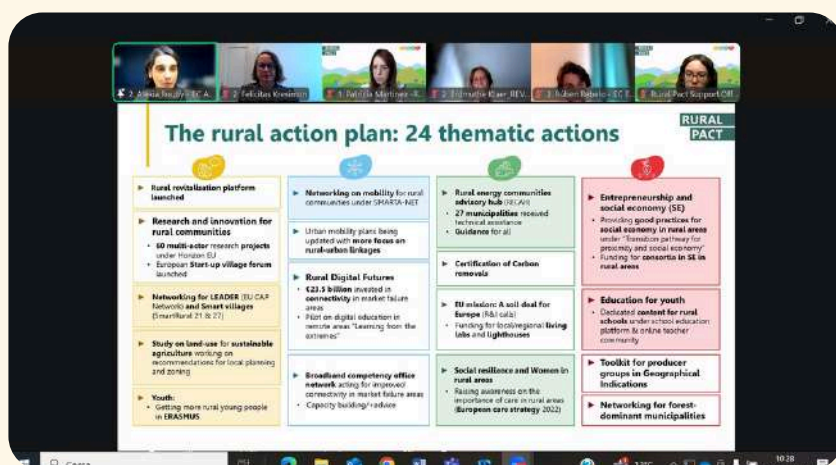 The rural action plan: 24 thematic actions
RURAL
PACT
Rural revitalisation platform
launched
Research and innovation for
rural communities
60 multi-actor research projects
under Horizon EU
European Start-up village forum
launched
Networking for LEADER (EU CAP
Network) and Smart villages
(SmartRural 21 & 27)
Study on land-use for sustainable
agriculture working on
recommendations for local planning
and zoning
Youth:
Getting more rural young people
in ERASMUS
Networking on mobility for rural
communities under SMARTA-NET
Urban mobility plans being
updated with more focus on
rural-urban linkages
Rural Digital Futures
€23.5 billion invested in
connectivity in market failure
areas
Pilot on digital education in
remote areas "Learning from the
extremes"
Broadband competency office
network acting for improved
connectivity in market failure areas
Capacity building/+advice
Rural energy communities
advisory hub (RECAH)
27 municipalities received
technical assistance
Guidance for all
Certification of Carbon
removals
EU mission: A soil deal for
Europe (R&I calls)
Funding for local/regional living
labs and lighthouses
Social resilience and Women in
rural areas
Raising awareness on the
importance of care in rural areas
(European care strategy 2022)
Entrepreneurship and
social economy (SE)
Providing good practices for
social economy in rural areas
under "Transition pathway for
proximity and social economy"
Funding for consortia in SE in
rural areas
Education for youth
Dedicated content for rural
schools under school education
platform & online teacher
community
Toolkit for producer
groups in Geographical
Indications
Networking for forest-
dominant municipalities
10:28